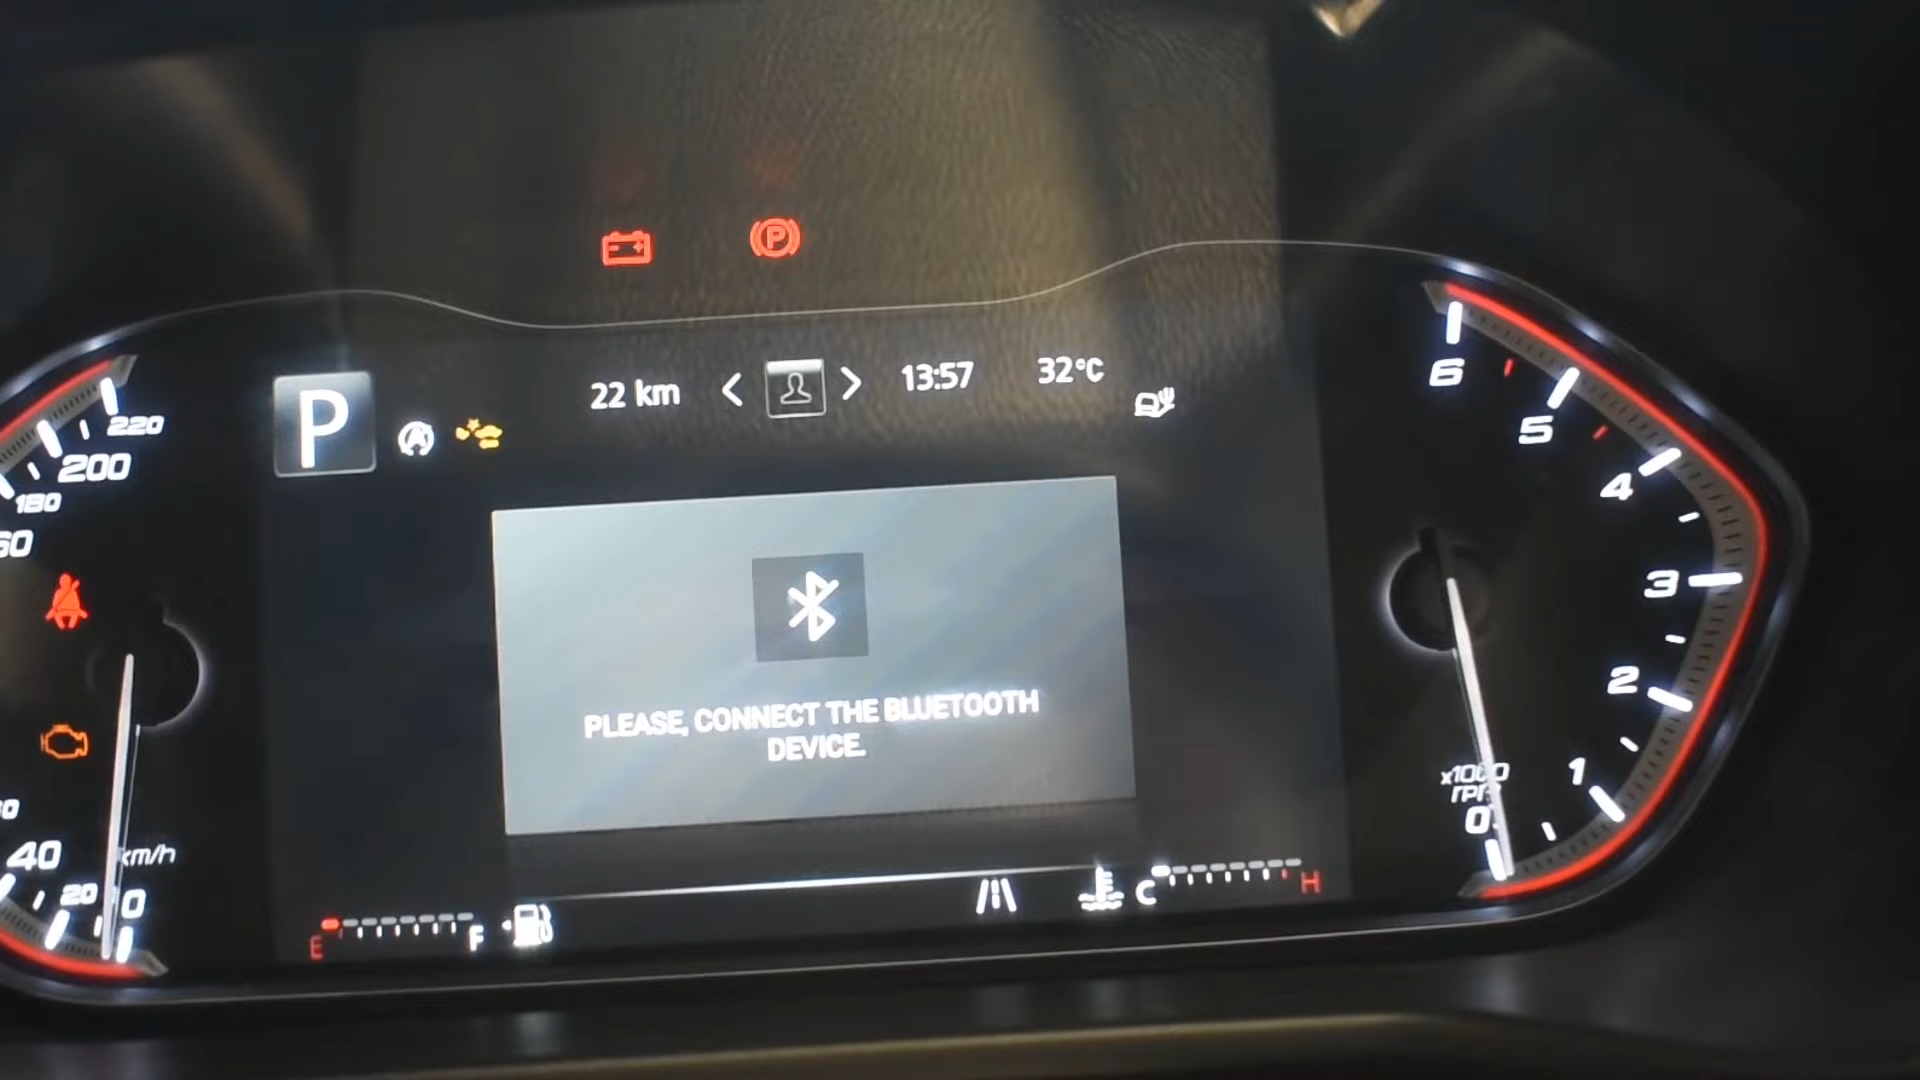 P
22 km
13:57
32°C
220
200
180
60
40
20
0
km/h
6
5
4
3
2
1
0
x1000
rpm
PLEASE, CONNECT THE BLUETOOTH
DEVICE.
E
F
C
H